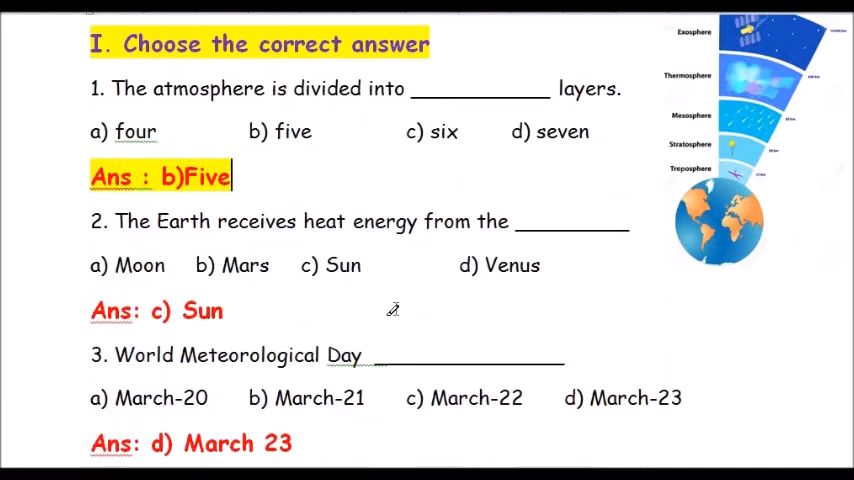 I. Choose the correct answer
1. The atmosphere is divided into ____________ layers.
a) four b) five c) six d) seven
Ans : b)Five
2. The Earth receives heat energy from the __________
a) Moon b) Mars c) Sun d) Venus
Ans: c) Sun
3. World Meteorological Day ________________
a) March-20 b) March-21 c) March-22 d) March-23
Ans: d) March 23
Exosphere
Thermosphere
Mesosphere
Stratosphere
Troposphere